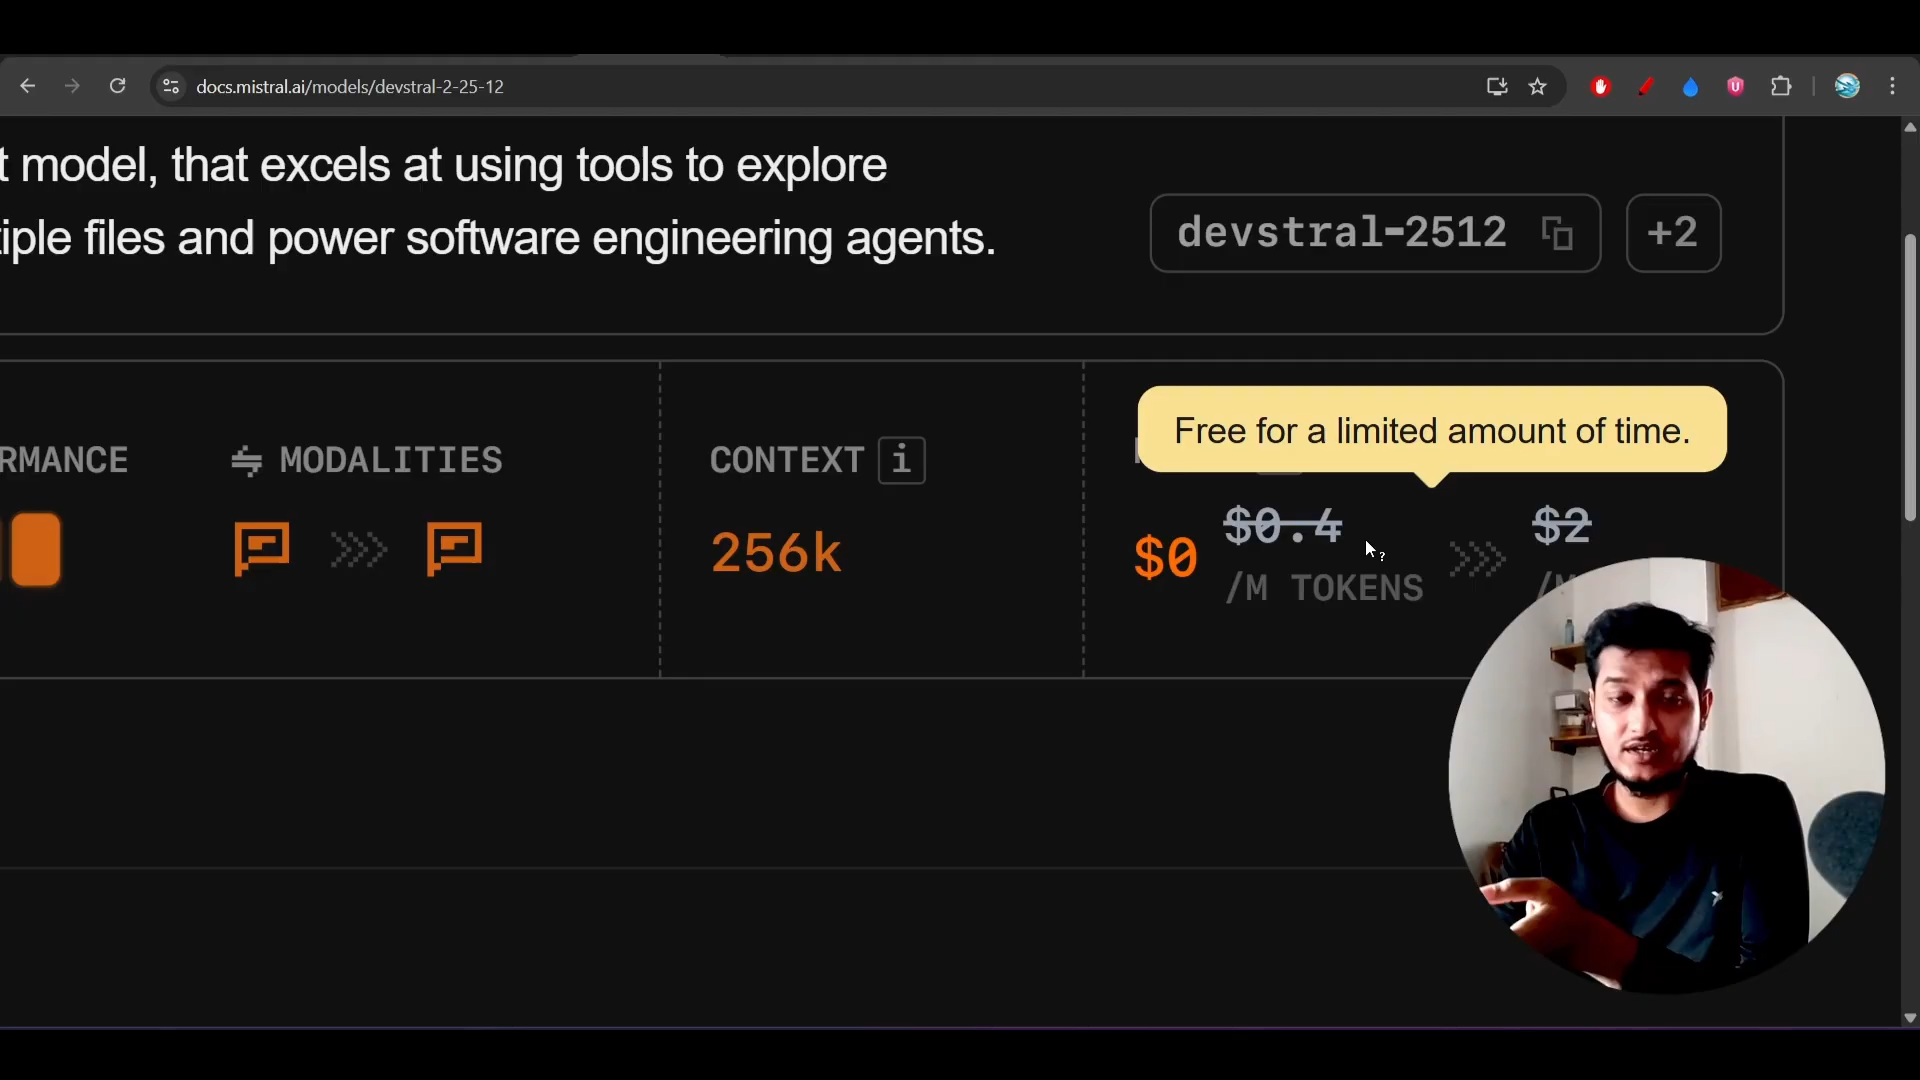 docs.mistral.ai/models/devstral-2-25-12
t model, that excels at using tools to explore
tiple files and power software engineering agents.
devstral-2512
+2
RMANCE
MODALITIES
CONTEXT i
Free for a limited amount of time.
256k
$0
$0.4
/M TOKENS
$2